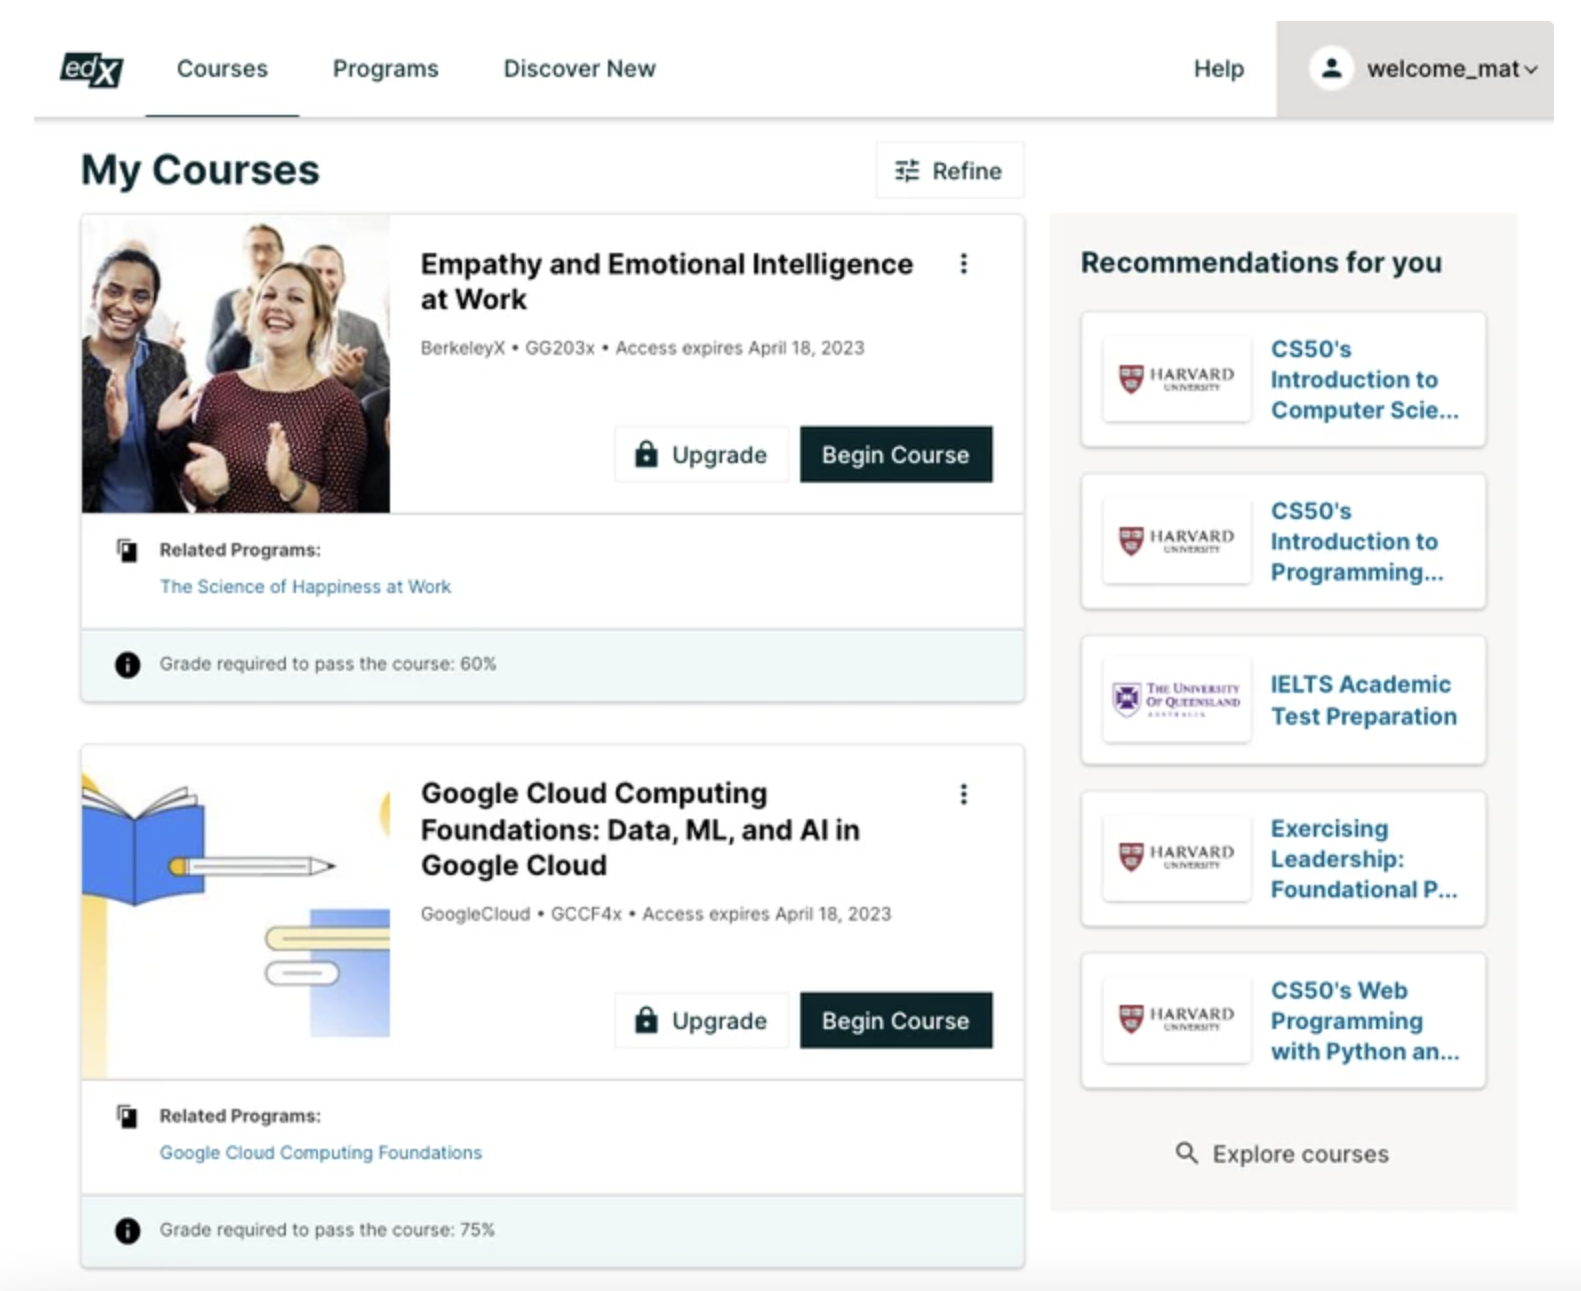 edX
Courses
Programs
Discover New
Help
welcome_mat
My Courses
Refine
Empathy and Emotional Intelligence
at Work
BerkeleyX • GG203x • Access expires April 18, 2023
Upgrade
Begin Course
Related Programs:
The Science of Happiness at Work
Grade required to pass the course: 60%
Google Cloud Computing
Foundations: Data, ML, and AI in
Google Cloud
GoogleCloud • GCCF4x • Access expires April 18, 2023
Upgrade
Begin Course
Related Programs:
Google Cloud Computing Foundations
Grade required to pass the course: 75%
Recommendations for you
HARVARD
UNIVERSITY
CS50's
Introduction to
Computer Scie...
HARVARD
UNIVERSITY
CS50's
Introduction to
Programming...
THE UNIVERSITY
OF QUEENSLAND
AUSTRALIA
IELTS Academic
Test Preparation
HARVARD
UNIVERSITY
Exercising
Leadership:
Foundational P...
HARVARD
UNIVERSITY
CS50's Web
Programming
with Python an...
Explore courses